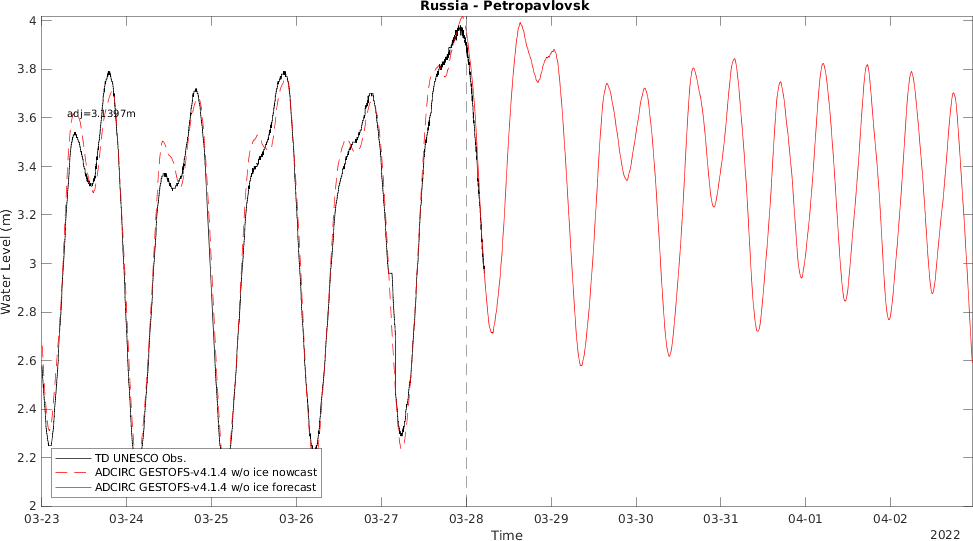 Russia - Petropavlovsk
4
3.8
3.6
3.4
3.2
3
2.8
2.6
2.4
2.2
2
Water Level (m)
adj=3.1397m
TD UNESCO Obs.
ADCIRC GESTOFS-v4.1.4 w/o ice nowcast
ADCIRC GESTOFS-v4.1.4 w/o ice forecast
03-23 03-24 03-25 03-26 03-27 03-28 03-29 03-30 03-31 04-01 04-02
Time
2022